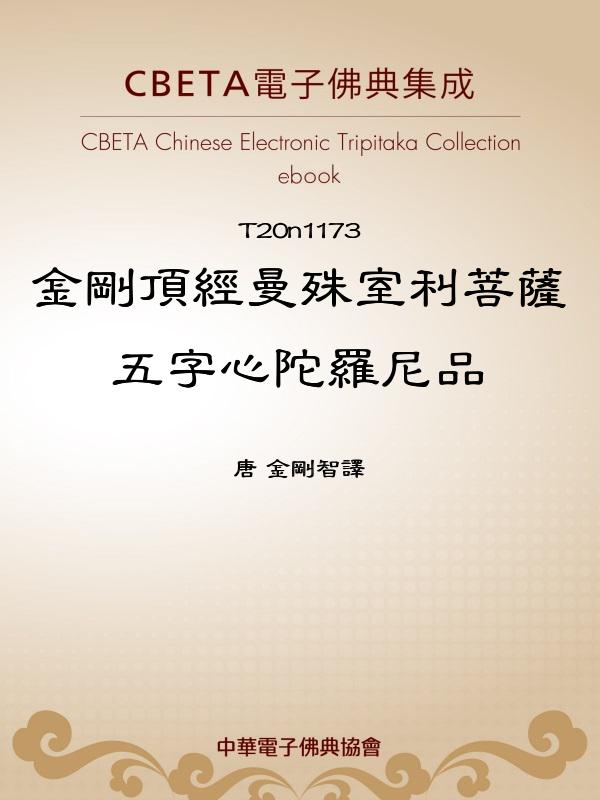 CBETA電子佛典集成
CBETA Chinese Electronic Tripitaka Collection
ebook
T20n1173
金剛頂經曼殊室利菩薩
五字心陀羅尼品
唐 金剛智譯
中華電子佛典協會